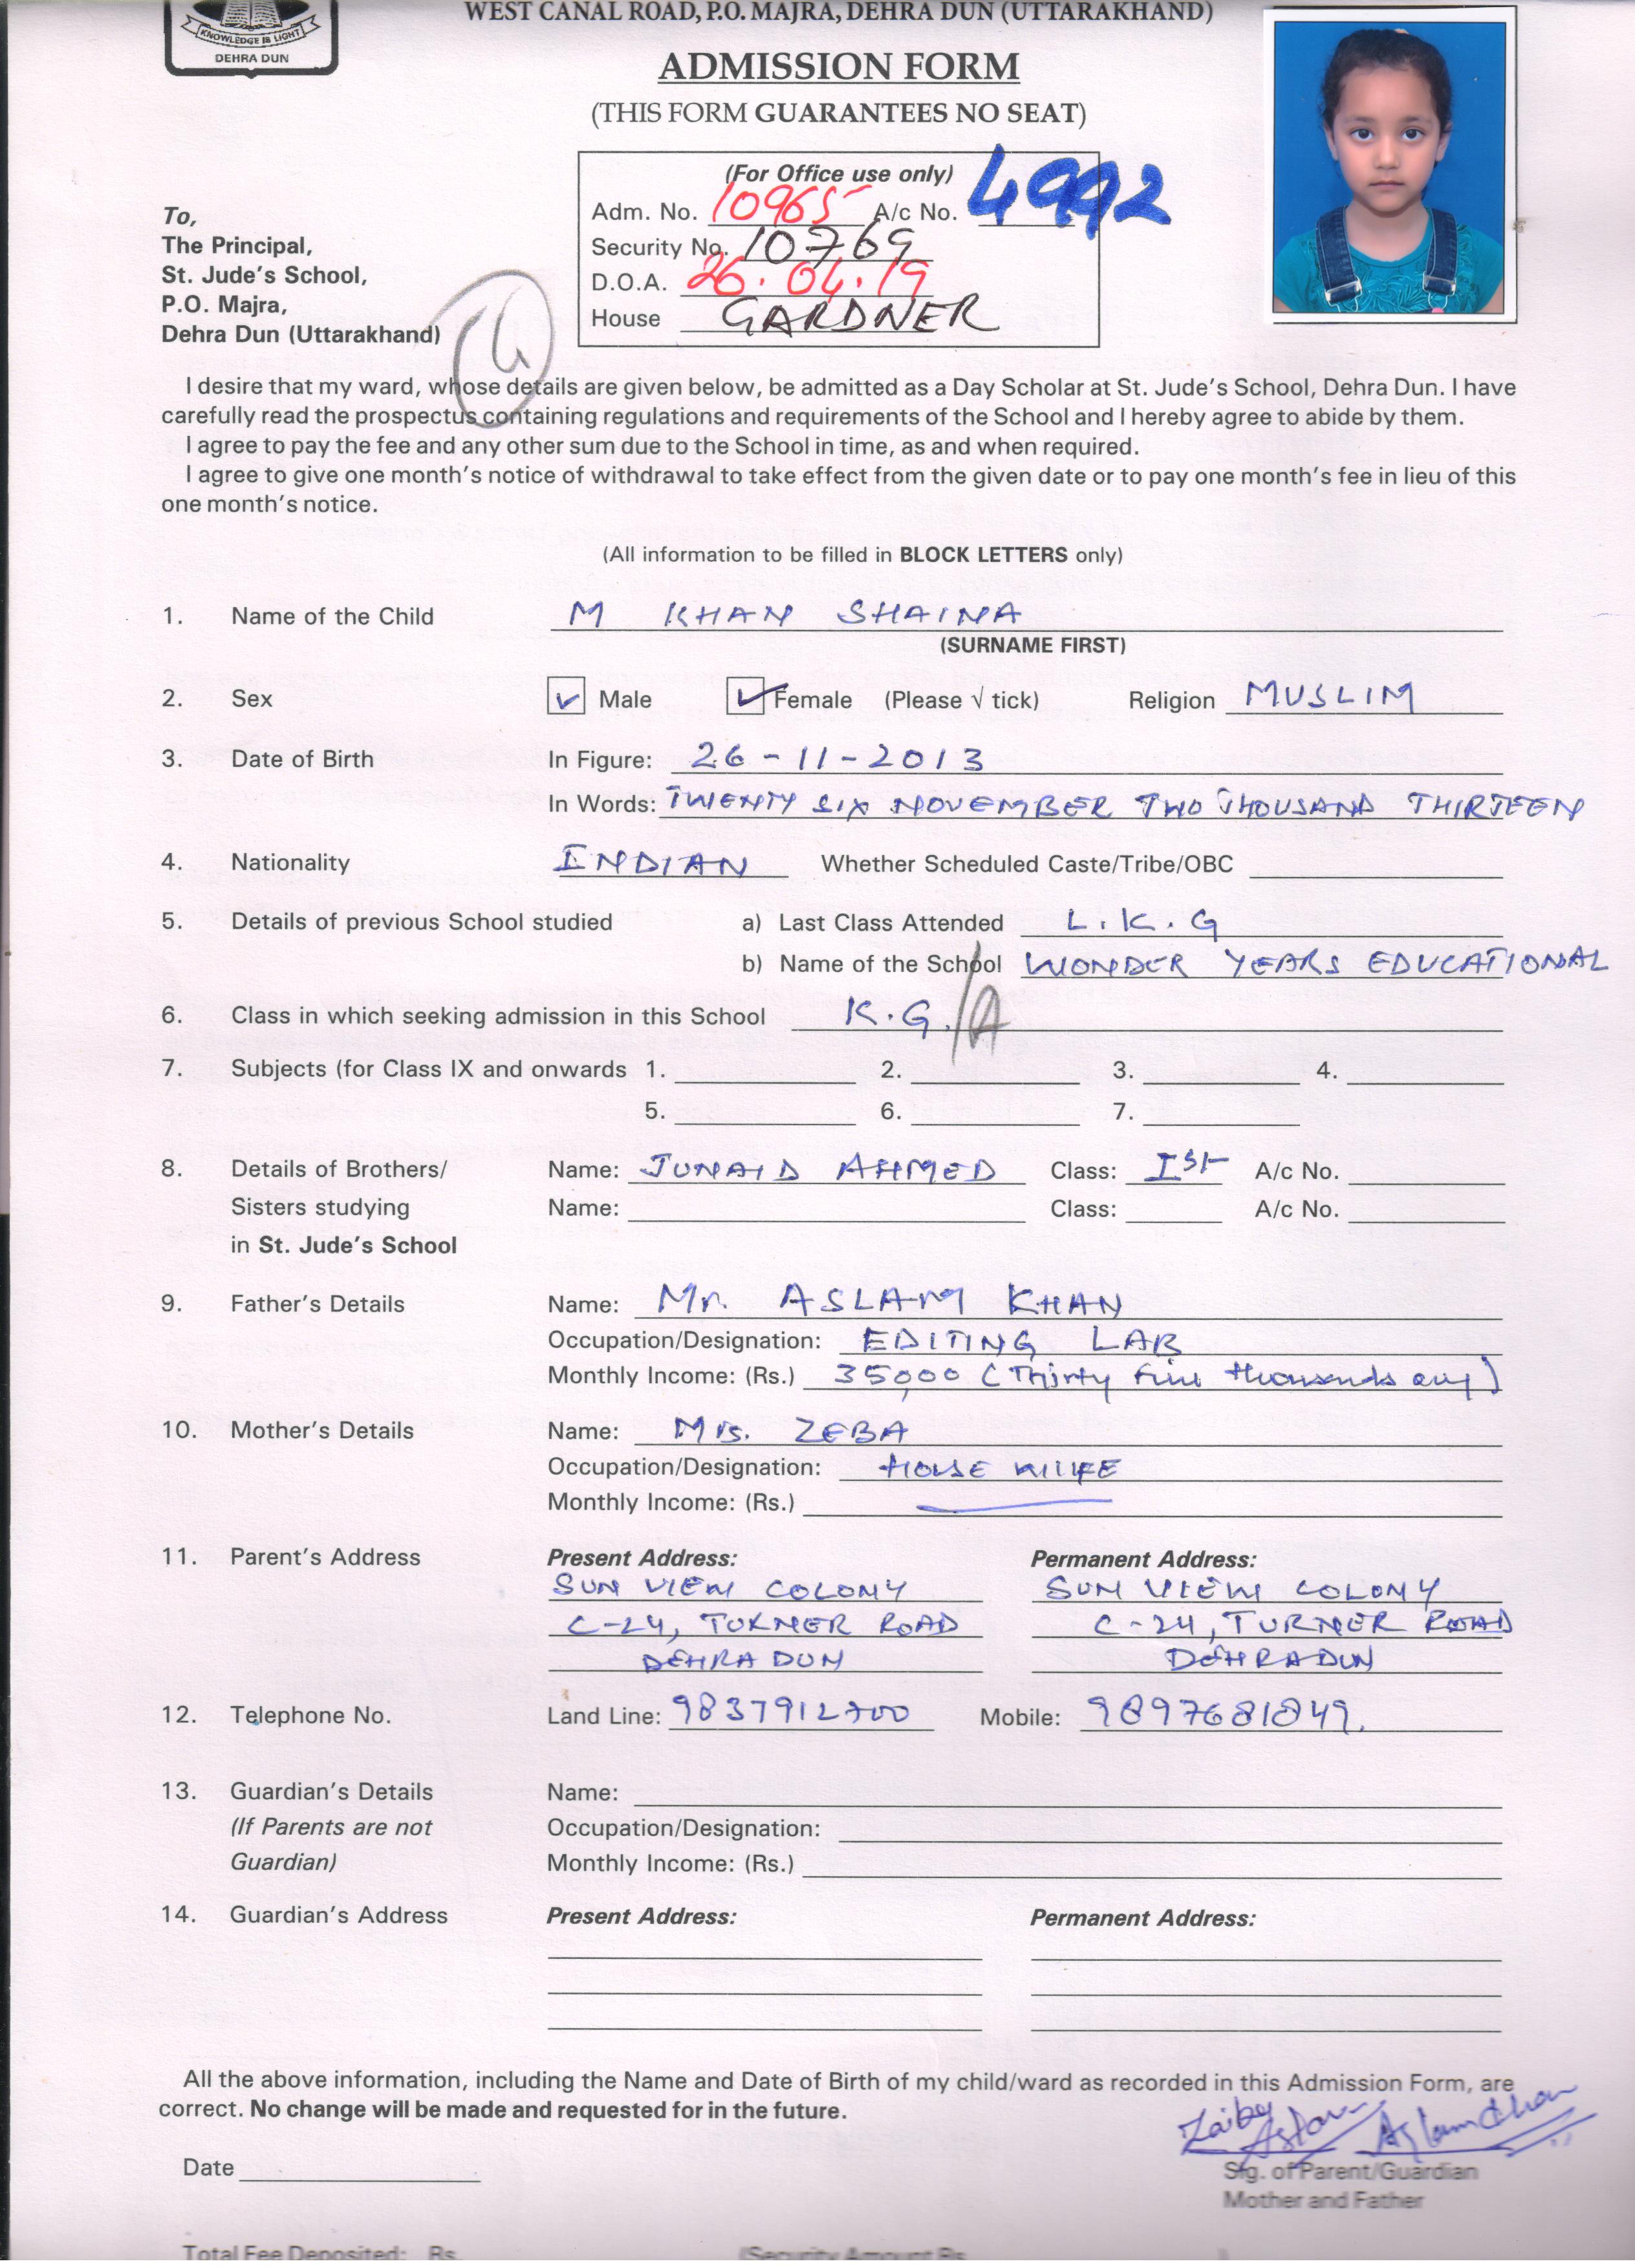 WEST CANAL ROAD, P.O. MAJRA, DEHRA DUN (UTTARAKHAND)
KNOWLEDGE IS LIGHT
DEHRA DUN
ADMISSION FORM
(THIS FORM GUARANTEES NO SEAT)
(For Office use only)
Adm. No. 10965 A/c No. 4992
Security No. 10769
D.O.A. 26.04.19
House GARDNER
To,
The Principal,
St. Jude's School,
P.O. Majra,
Dehra Dun (Uttarakhand)
I desire that my ward, whose details are given below, be admitted as a Day Scholar at St. Jude's School, Dehra Dun. I have
carefully read the prospectus containing regulations and requirements of the School and I hereby agree to abide by them.
I agree to pay the fee and any other sum due to the School in time, as and when required.
I agree to give one month's notice of withdrawal to take effect from the given date or to pay one month's fee in lieu of this
one month's notice.
(All information to be filled in BLOCK LETTERS only)
1. Name of the Child M KHAN SHAINA
(SURNAME FIRST)
2. Sex ✓ Male ✓ Female (Please √ tick) Religion MUSLIM
3. Date of Birth In Figure: 26-11-2013
In Words: TWENTY SIX NOVEMBER TWO THOUSAND THIRTEEN
4. Nationality INDIAN Whether Scheduled Caste/Tribe/OBC
5. Details of previous School studied a) Last Class Attended L.K.G
b) Name of the School WONDER YEARS EDUCATIONAL
6. Class in which seeking admission in this School K.G./A
7. Subjects (for Class IX and onwards 1. 2. 3. 4.
5. 6. 7.
8. Details of Brothers/ Name: JUNAID AHMED Class: Ist A/c No.
Sisters studying Name: Class: A/c No.
in St. Jude's School
9. Father's Details Name: Mr. ASLAM KHAN
Occupation/Designation: EDITING LAB
Monthly Income: (Rs.) 35,000 (Thirty five thousands only)
10. Mother's Details Name: Mrs. ZEBA
Occupation/Designation: HOUSE WIFE
Monthly Income: (Rs.)
11. Parent's Address Present Address: Permanent Address:
SUN VIEW COLONY SUN VIEW COLONY
C-24, TURNER ROAD C-24, TURNER ROAD
DEHRADUN DEHRADUN
12. Telephone No. Land Line: 9837912700 Mobile: 9897681849.
13. Guardian's Details Name:
(If Parents are not Occupation/Designation:
Guardian) Monthly Income: (Rs.)
14. Guardian's Address Present Address: Permanent Address:
All the above information, including the Name and Date of Birth of my child/ward as recorded in this Admission Form, are
correct. No change will be made and requested for in the future.
Aslam Khan
Date Sig. of Parent/Guardian
Mother and Father
Total Fee Deposited: Rs. (Security Amount Rs. )